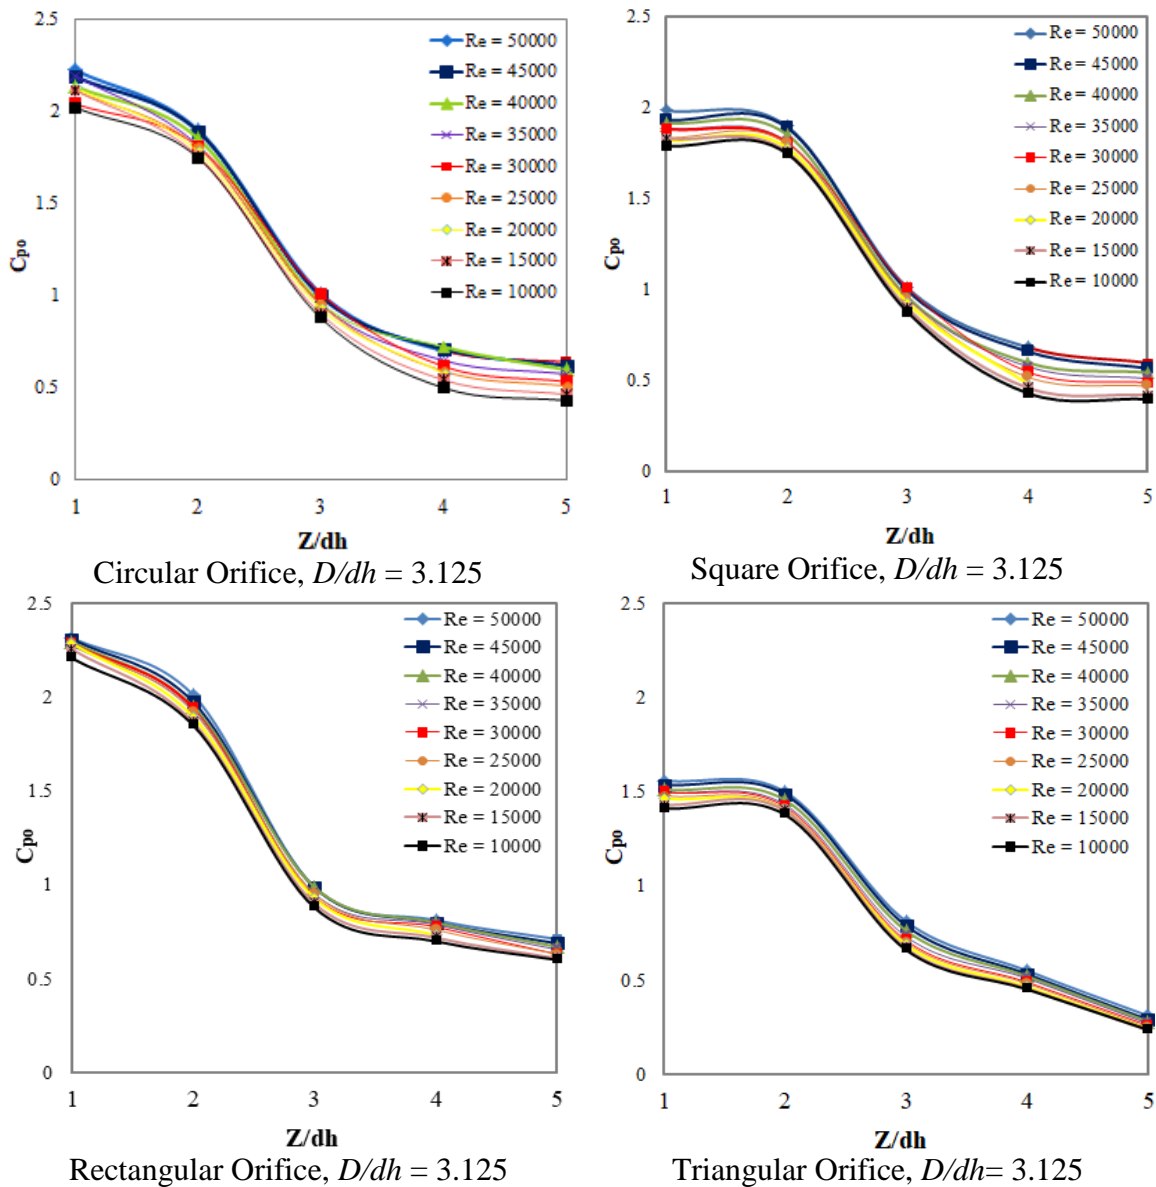 2.5
2
1.5
1
0.5
0
Cpo
Re = 50000
Re = 45000
Re = 40000
Re = 35000
Re = 30000
Re = 25000
Re = 20000
Re = 15000
Re = 10000
1 2 3 4 5
Z/dh
Circular Orifice, D/dh = 3.125
2.5
2
1.5
1
0.5
0
Cpo
Re = 50000
Re = 45000
Re = 40000
Re = 35000
Re = 30000
Re = 25000
Re = 20000
Re = 15000
Re = 10000
1 2 3 4 5
Z/dh
Square Orifice, D/dh = 3.125
2.5
2
1.5
1
0.5
0
Cpo
Re = 50000
Re = 45000
Re = 40000
Re = 35000
Re = 30000
Re = 25000
Re = 20000
Re = 15000
Re = 10000
1 2 3 4 5
Z/dh
Rectangular Orifice, D/dh = 3.125
2.5
2
1.5
1
0.5
0
Cpo
Re = 50000
Re = 45000
Re = 40000
Re = 35000
Re = 30000
Re = 25000
Re = 20000
Re = 15000
Re = 10000
1 2 3 4 5
Z/dh
Triangular Orifice, D/dh= 3.125